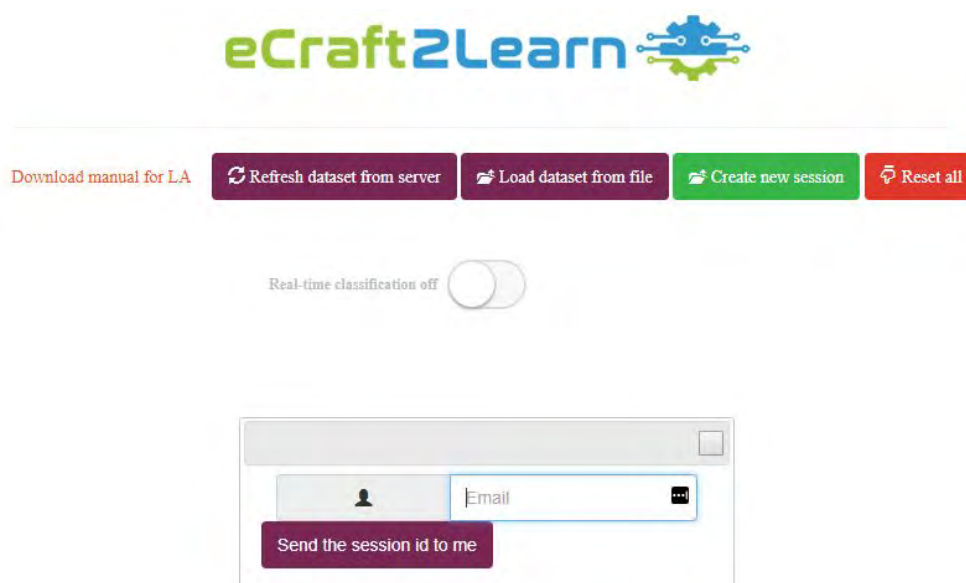 eCraft2Learn
Download manual for LA Refresh dataset from server Load dataset from file Create new session Reset all
Real-time classification off
Email
Send the session id to me